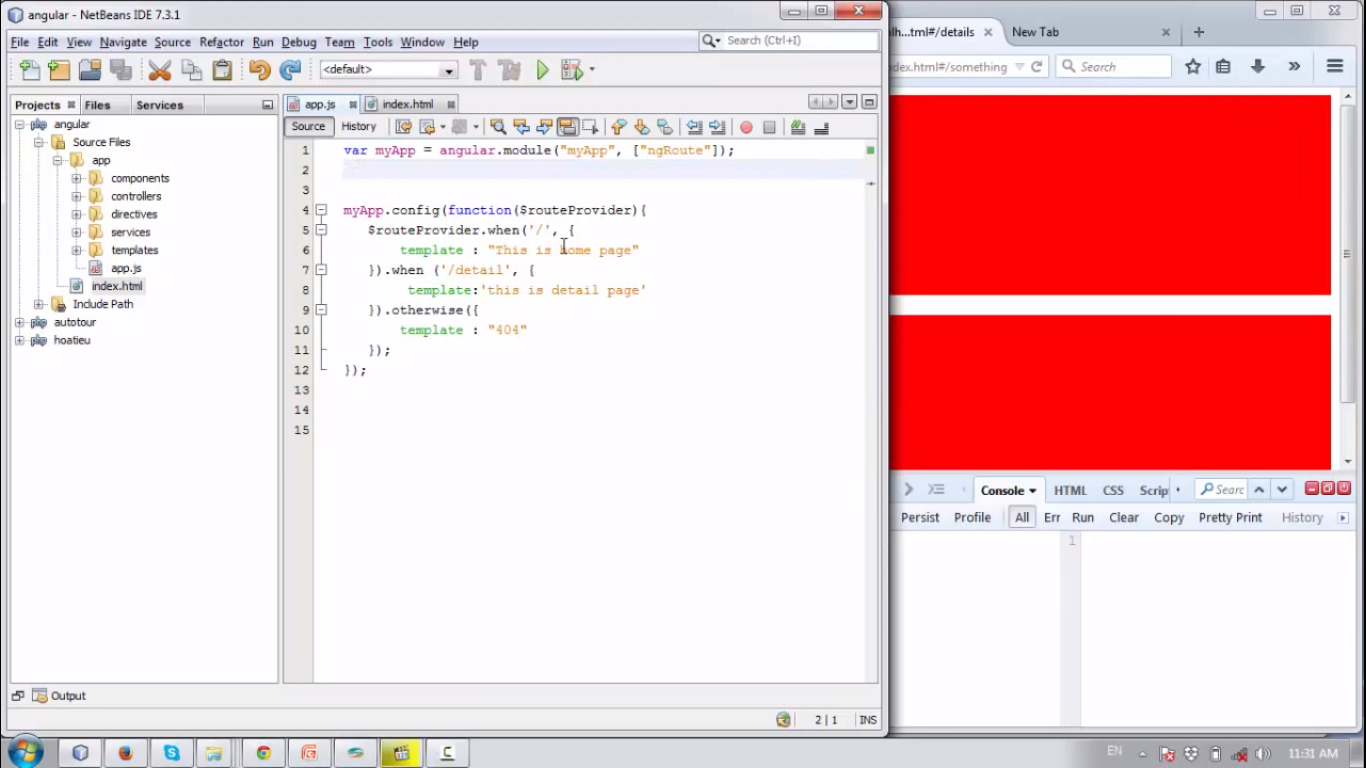 angular - NetBeans IDE 7.3.1
File Edit View Navigate Source Refactor Run Debug Team Tools Window Help
Search (Ctrl+I)
<default>
Projects Files Services
angular
Source Files
app
components
controllers
directives
services
templates
app.js
index.html
Include Path
autotour
hoatieu
app.js index.html
Source History
1 var myApp = angular.module("myApp", ["ngRoute"]);
2
3
4 myApp.config(function($routeProvider){
5 $routeProvider.when('/', {
6 template : "This is home page"
7 }).when ('/detail', {
8 template:'this is detail page'
9 }).otherwise({
10 template : "404"
11 });
12 });
13
14
15
Output
2 | 1 INS
...tml#/details New Tab
dex.html#/something Search
Console HTML CSS Scrip
Searc
Persist Profile All Err Run Clear Copy Pretty Print History
1
EN 11:31 AM